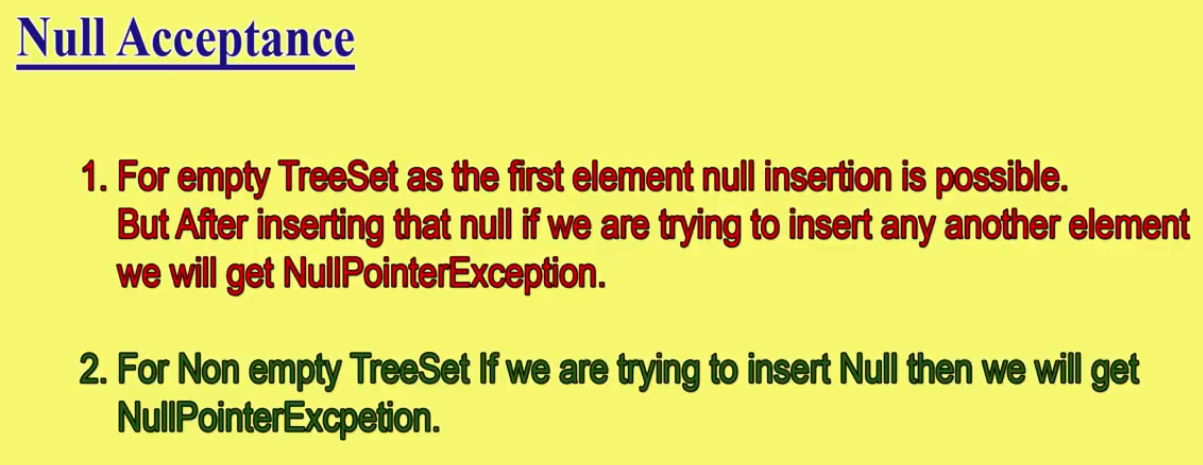 Null Acceptance
1. For empty TreeSet as the first element null insertion is possible.
But After inserting that null if we are trying to insert any another element
we will get NullPointerException.
2. For Non empty TreeSet If we are trying to insert Null then we will get
NullPointerExcpetion.